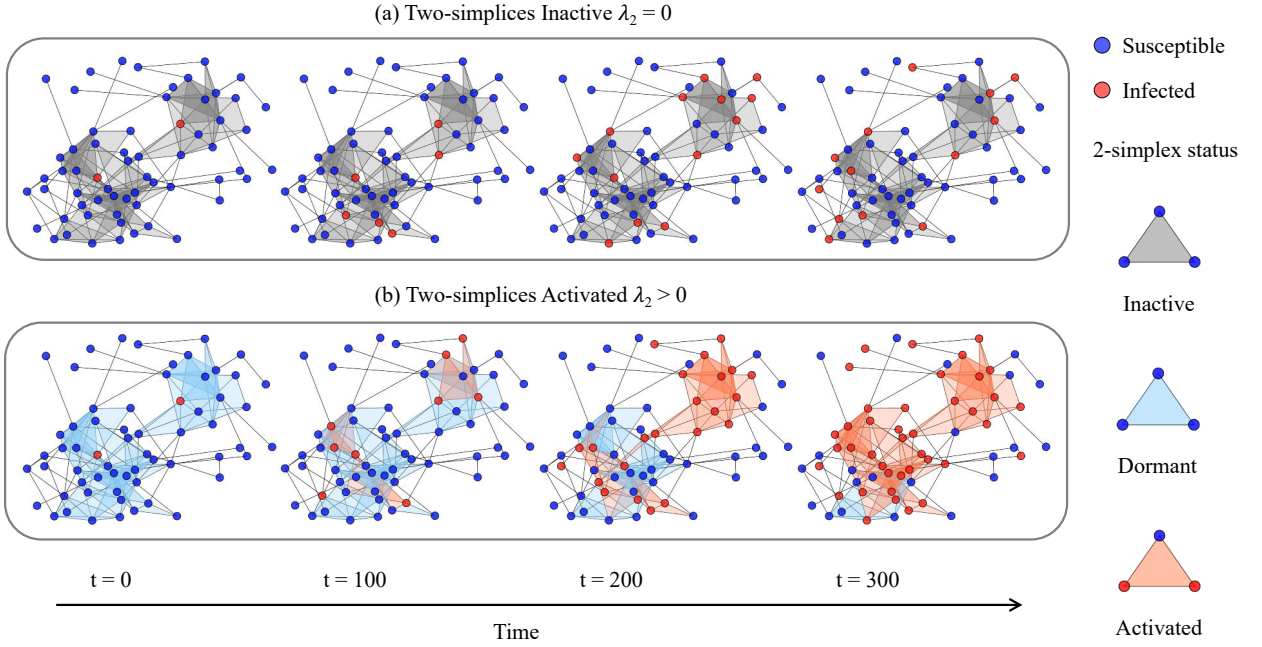 (a) Two-simplices Inactive λ₂ = 0
Susceptible
Infected
2-simplex status
Inactive
(b) Two-simplices Activated λ₂ > 0
Dormant
Activated
t = 0 t = 100 t = 200 t = 300
Time